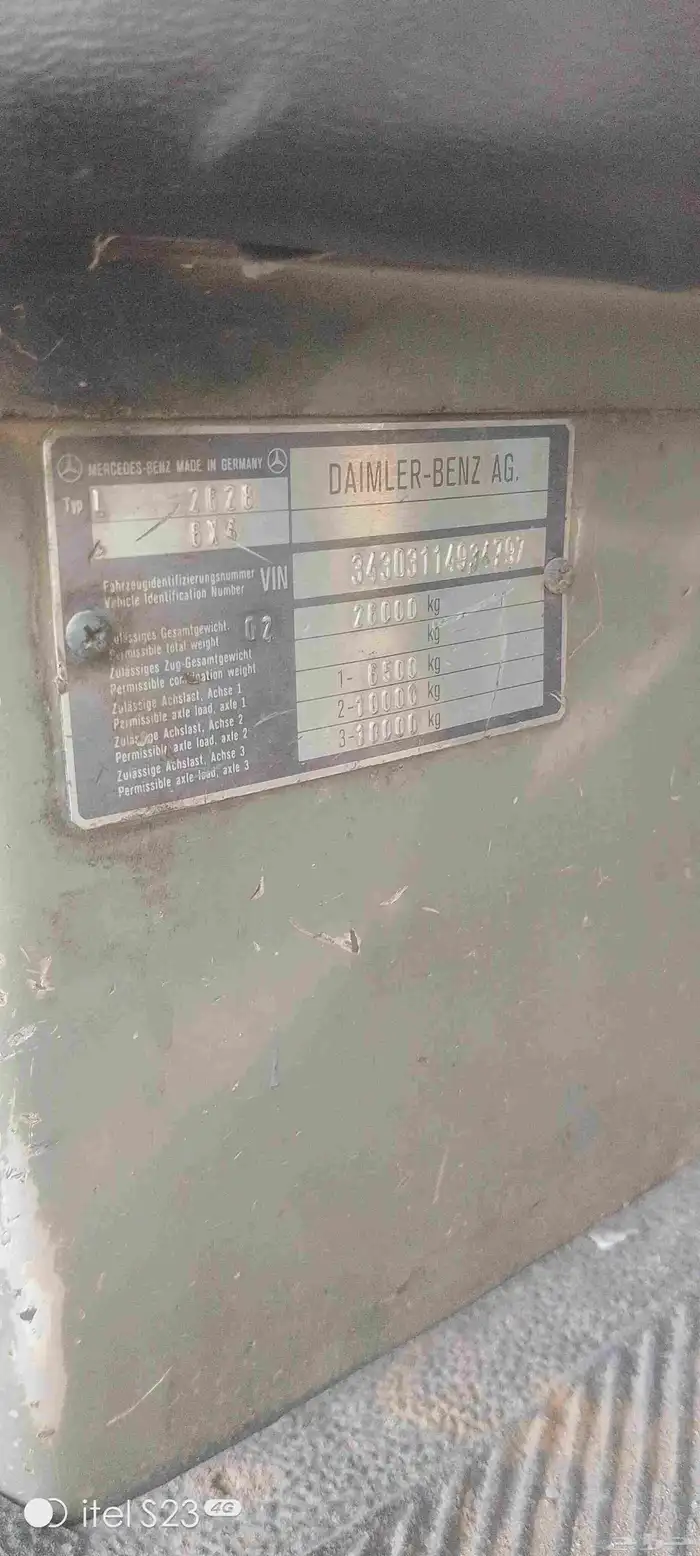 MERCEDES-BENZ MADE IN GERMANY
DAIMLER-BENZ AG.
Typ L 2628
6X4
Fahrzeugidentifizierungsnummer
Vehicle Identification Number
VIN
Zulässiges Gesamtgewicht
Permissible total weight
02
26000 kg
Zulässiges Zug-Gesamtgewicht
Permissible combination weight
kg
Zulässige Achslast, Achse 1
Permissible axle load, axle 1
1- 6500 kg
Zulässige Achslast, Achse 2
Permissible axle load, axle 2
2-10000 kg
Zulässige Achslast, Achse 3
Permissible axle load, axle 3
3-10000 kg
itel S23 4G